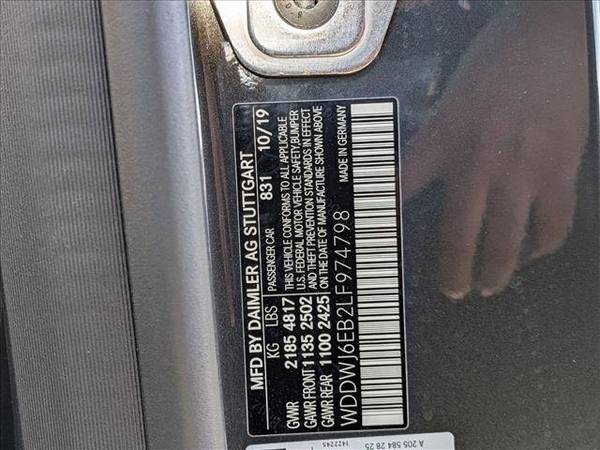 MFD BY DAIMLER AG STUTTGART
PASSENGER CAR 831 10/19
KG LBS
GVWR 2185 4817
GAWR FRONT 1135 2502
GAWR REAR 1100 2425
THIS VEHICLE CONFORMS TO ALL APPLICABLE
U.S. FEDERAL MOTOR VEHICLE SAFETY, BUMPER
AND THEFT PREVENTION STANDARDS IN EFFECT
ON THE DATE OF MANUFACTURE SHOWN ABOVE
MADE IN GERMANY
WDDWJ6EB2LF974798
A 205 584 28 25
1422245